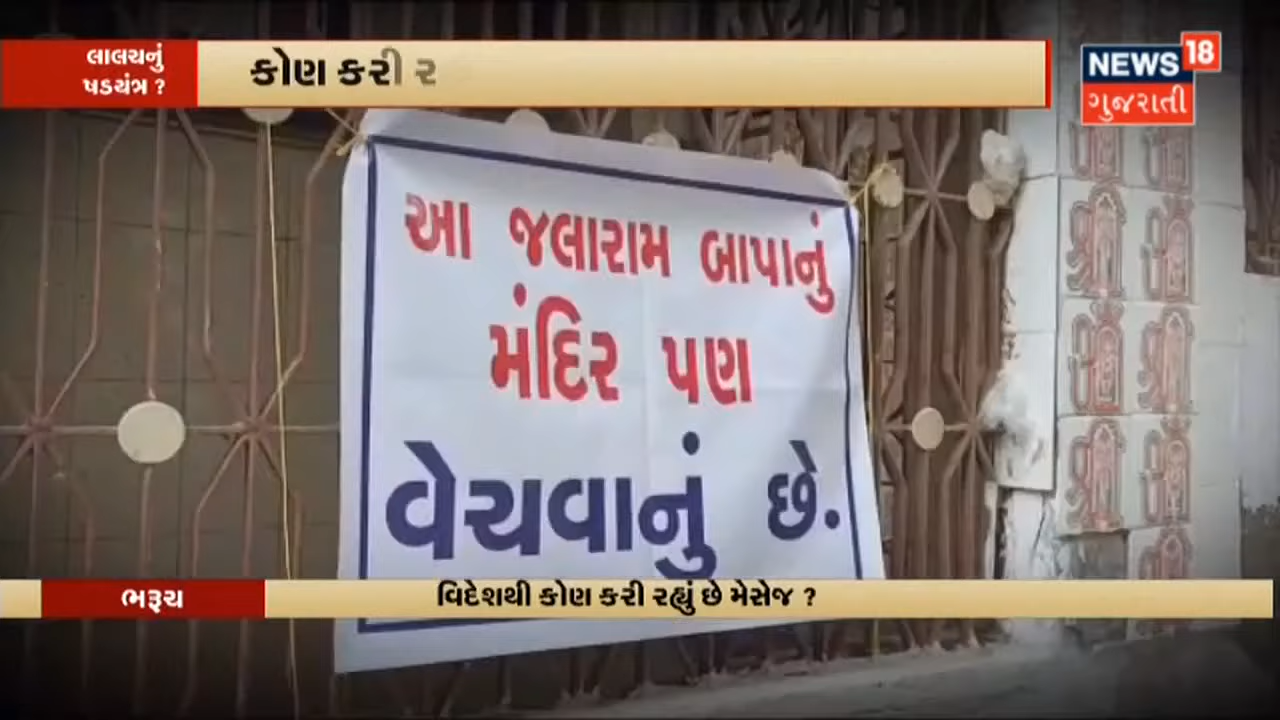 લાલચનું
ષડયંત્ર ?
કોણ કરી ર
NEWS 18
ગુજરાતી
આ જલારામ બાપાનું
મંદિર પણ
વેચવાનું છે.
શ્રી
શ્રી
શ્રી
શ્રી
ભરૂચ
વિદેશથી કોણ કરી રહ્યું છે મેસેજ ?